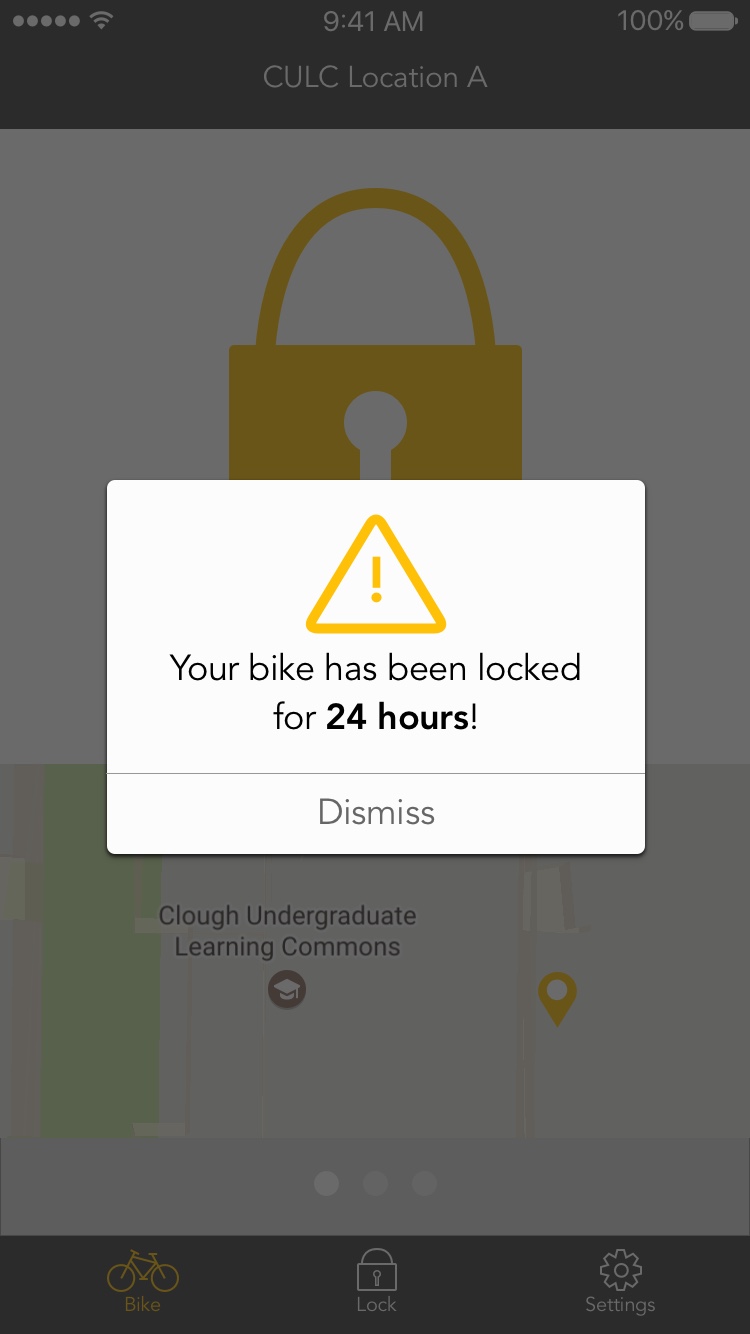 9:41 AM
100%
CULC Location A
!
Your bike has been locked
for 24 hours!
Dismiss
Clough Undergraduate
Learning Commons
Bike
Lock
Settings